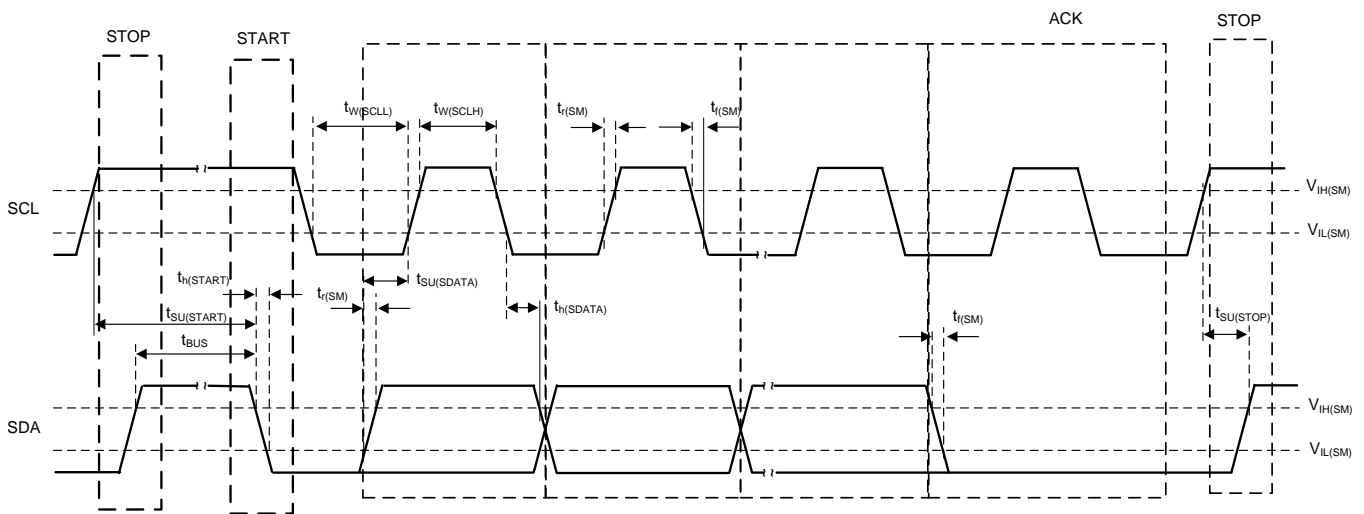 ACK
STOP
START
STOP
tW(SCLL)
tW(SCLH)
tr(SM)
tf(SM)
VIH(SM)
SCL
VIL(SM)
th(START)
tr(SM)
tSU(SDATA)
th(SDATA)
tSU(START)
tf(SM)
tSU(STOP)
tBUS
VIH(SM)
SDA
VIL(SM)